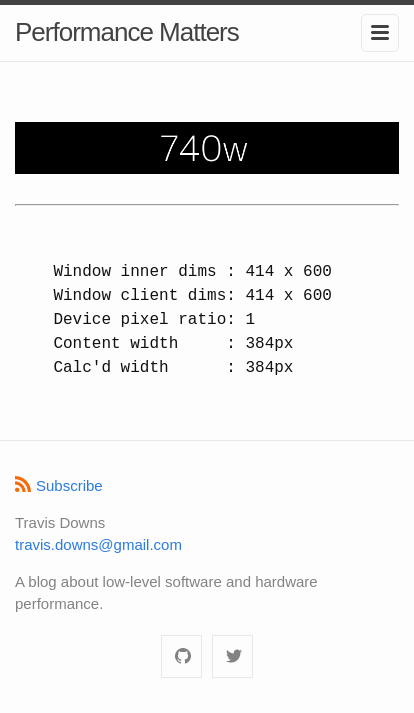 Performance Matters
740w
Window inner dims : 414 x 600
Window client dims: 414 x 600
Device pixel ratio: 1
Content width     : 384px
Calc'd width      : 384px
Subscribe
Travis Downs
travis.downs@gmail.com
A blog about low-level software and hardware
performance.